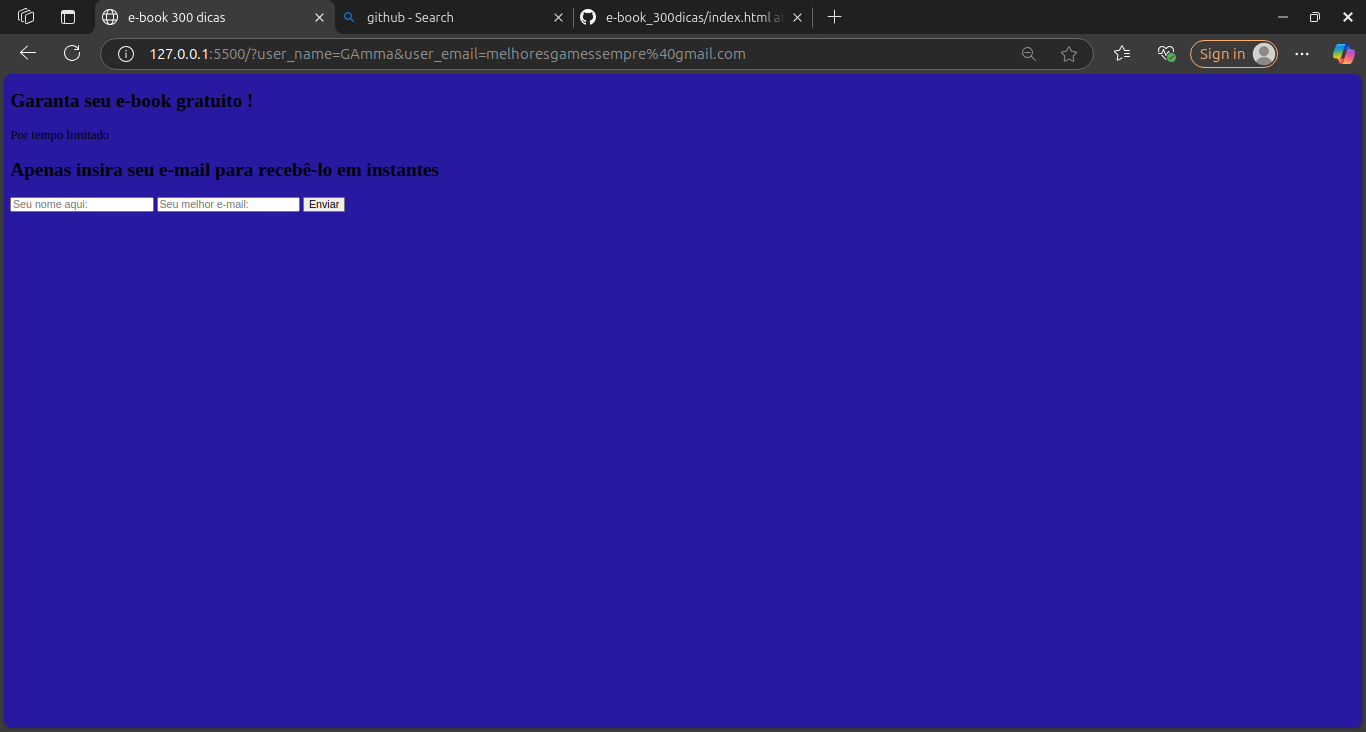 e-book 300 dicas
github - Search
e-book_300dicas/index.html
127.0.0.1:5500/?user_name=GAmma&user_email=melhoresgamessempre%40gmail.com
Sign in
Garanta seu e-book gratuito !
Por tempo limitado
Apenas insira seu e-mail para recebê-lo em instantes
Seu nome aqui: Seu melhor e-mail: Enviar